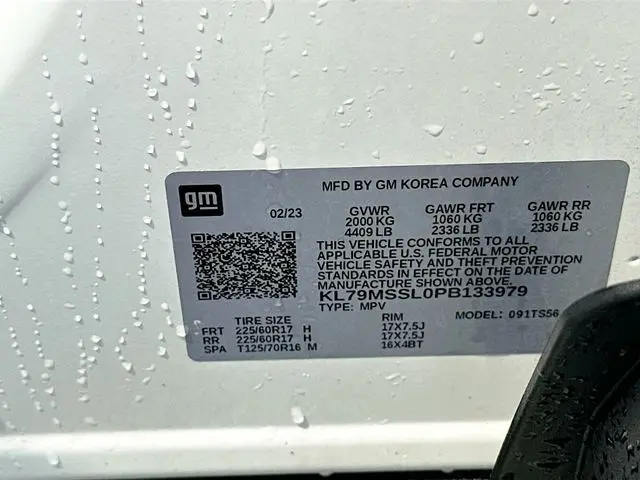 gm
MFD BY GM KOREA COMPANY
02/23 GVWR GAWR FRT GAWR RR
2000 KG 1060 KG 1060 KG
4409 LB 2336 LB 2336 LB
THIS VEHICLE CONFORMS TO ALL
APPLICABLE U.S. FEDERAL MOTOR
VEHICLE SAFETY AND THEFT PREVENTION
STANDARDS IN EFFECT ON THE DATE OF
MANUFACTURE SHOWN ABOVE.
KL79MSSL0PB133979
TYPE: MPV MODEL: 091TS56
TIRE SIZE RIM
FRT 225/60R17 H 17X7.5J
RR 225/60R17 H 17X7.5J
SPA T125/70R16 M 16X4BT